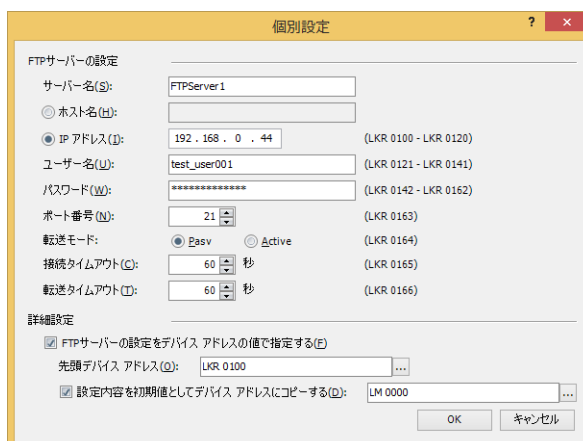 個別設定 ? ×
FTPサーバーの設定
サーバー名(S): FTPServer1
ホスト名(H):
IP アドレス(I): 192 . 168 . 0 . 44 (LKR 0100 - LKR 0120)
ユーザー名(U): test_user001 (LKR 0121 - LKR 0141)
パスワード(W): ************* (LKR 0142 - LKR 0162)
ポート番号(N): 21 (LKR 0163)
転送モード: Pasv Active (LKR 0164)
接続タイムアウト(C): 60 秒 (LKR 0165)
転送タイムアウト(T): 60 秒 (LKR 0166)
詳細設定
FTPサーバーの設定をデバイス アドレスの値で指定する(F)
先頭デバイス アドレス(O): LKR 0100 ...
設定内容を初期値としてデバイス アドレスにコピーする(D): LM 0000 ...
OK キャンセル